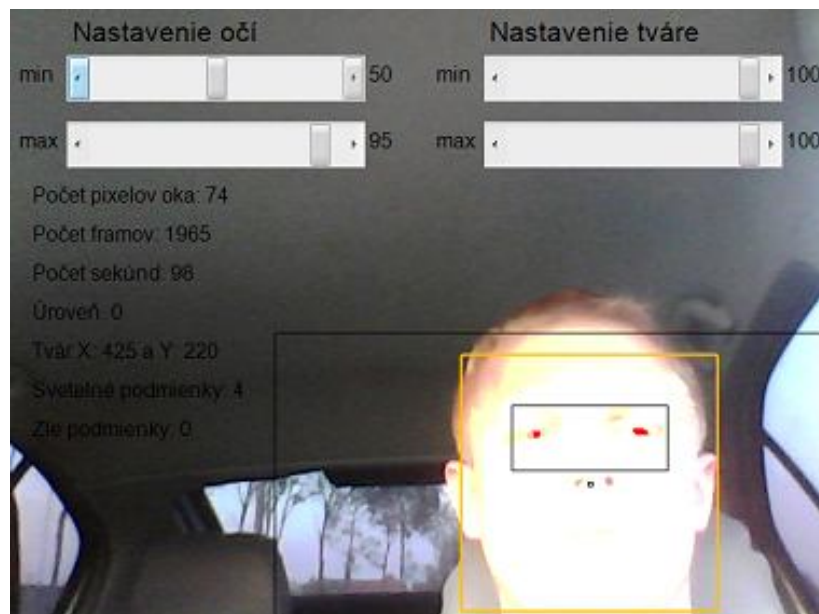 Nastavenie očí
Nastavenie tváre
min 50
min 100
max 95
max 100
Počet pixelov oka: 74
Počet framov: 1965
Počet sekúnd: 98
Úroveň: 0
Tvár X: 425 a Y: 220
Svetelné podmienky: 4
Zle podmienky: 0